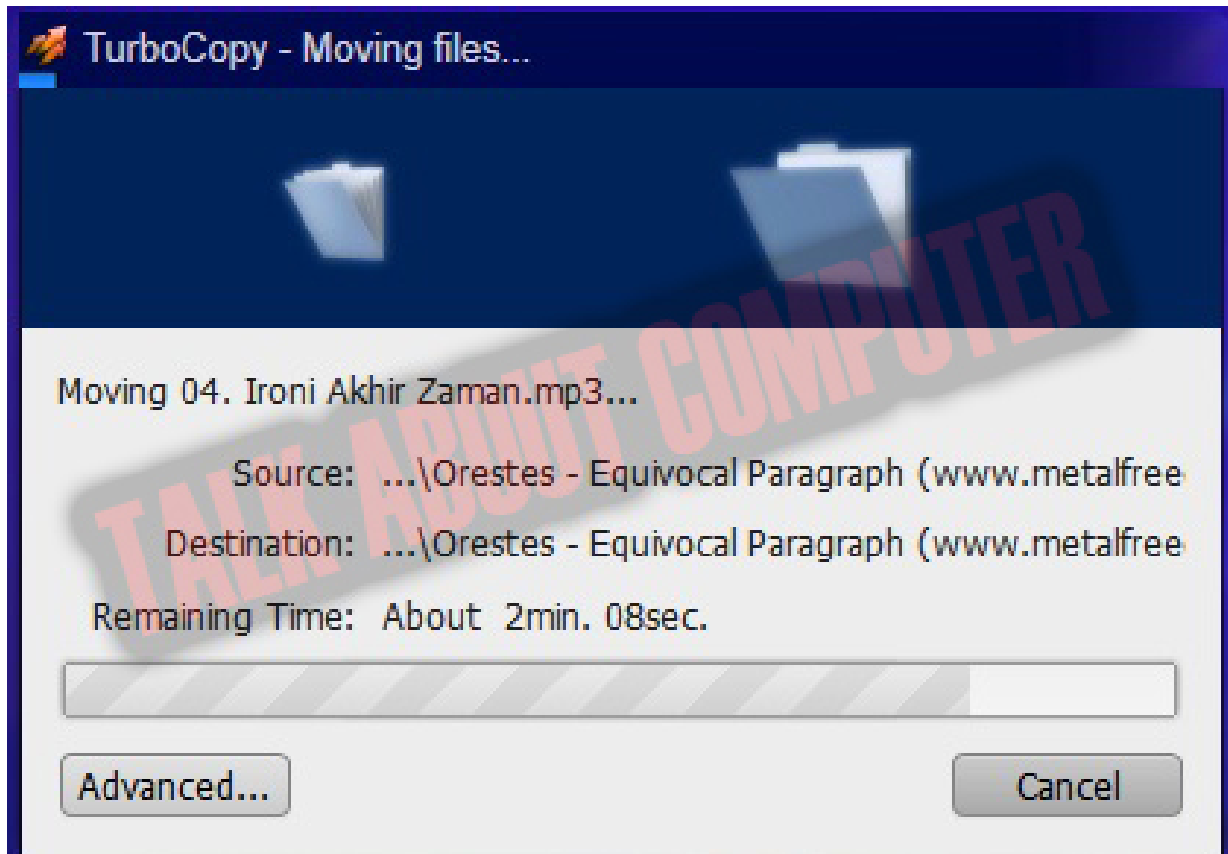 TurboCopy - Moving files...
TALK ABOUT COMPUTER
Moving 04. Ironi Akhir Zaman.mp3...
Source: ...\Orestes - Equivocal Paragraph (www.metalfree
Destination: ...\Orestes - Equivocal Paragraph (www.metalfree
Remaining Time: About 2min. 08sec.
Advanced...
Cancel